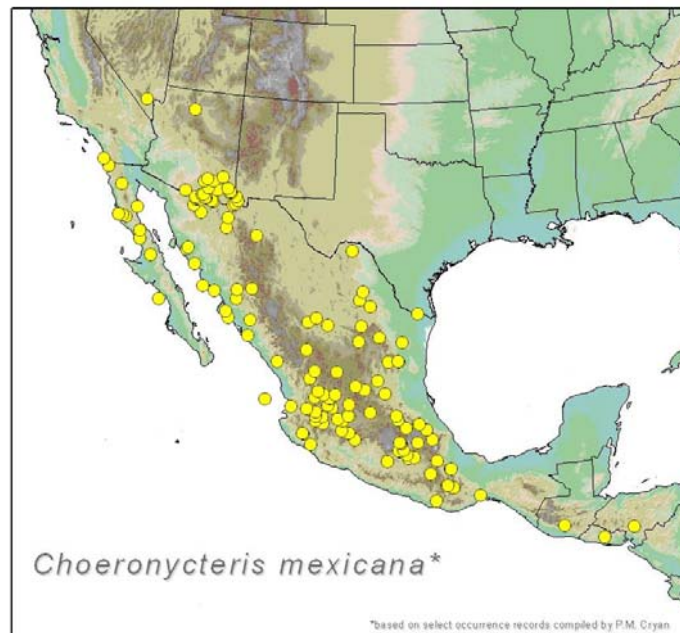 Choeronycteris mexicana*
*based on select occurrence records compiled by P.M. Cryan